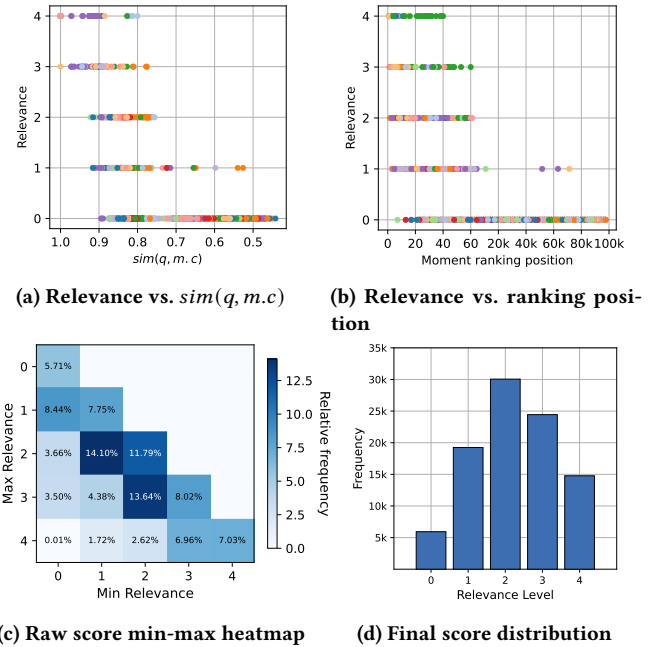 4
3
2
1
0
Relevance
1.0 0.9 0.8 0.7 0.6 0.5
sim(q, m. c)
4
3
2
1
0
Relevance
0 20 40 60 20k 40k 60k 80k 100k
Moment ranking position
(a) Relevance vs. sim(q, m.c)
(b) Relevance vs. ranking posi-
tion
0
1
2
3
4
Max Relevance
5.71%
8.44% 7.75%
3.66% 14.10% 11.79%
3.50% 4.38% 13.64% 8.02%
0.01% 1.72% 2.62% 6.96% 7.03%
0 1 2 3 4
Min Relevance
12.5
10.0
7.5
5.0
2.5
0.0
Relative frequency
35k
30k
25k
20k
15k
10k
5k
Frequency
0 1 2 3 4
Relevance Level
(c) Raw score min-max heatmap
(d) Final score distribution